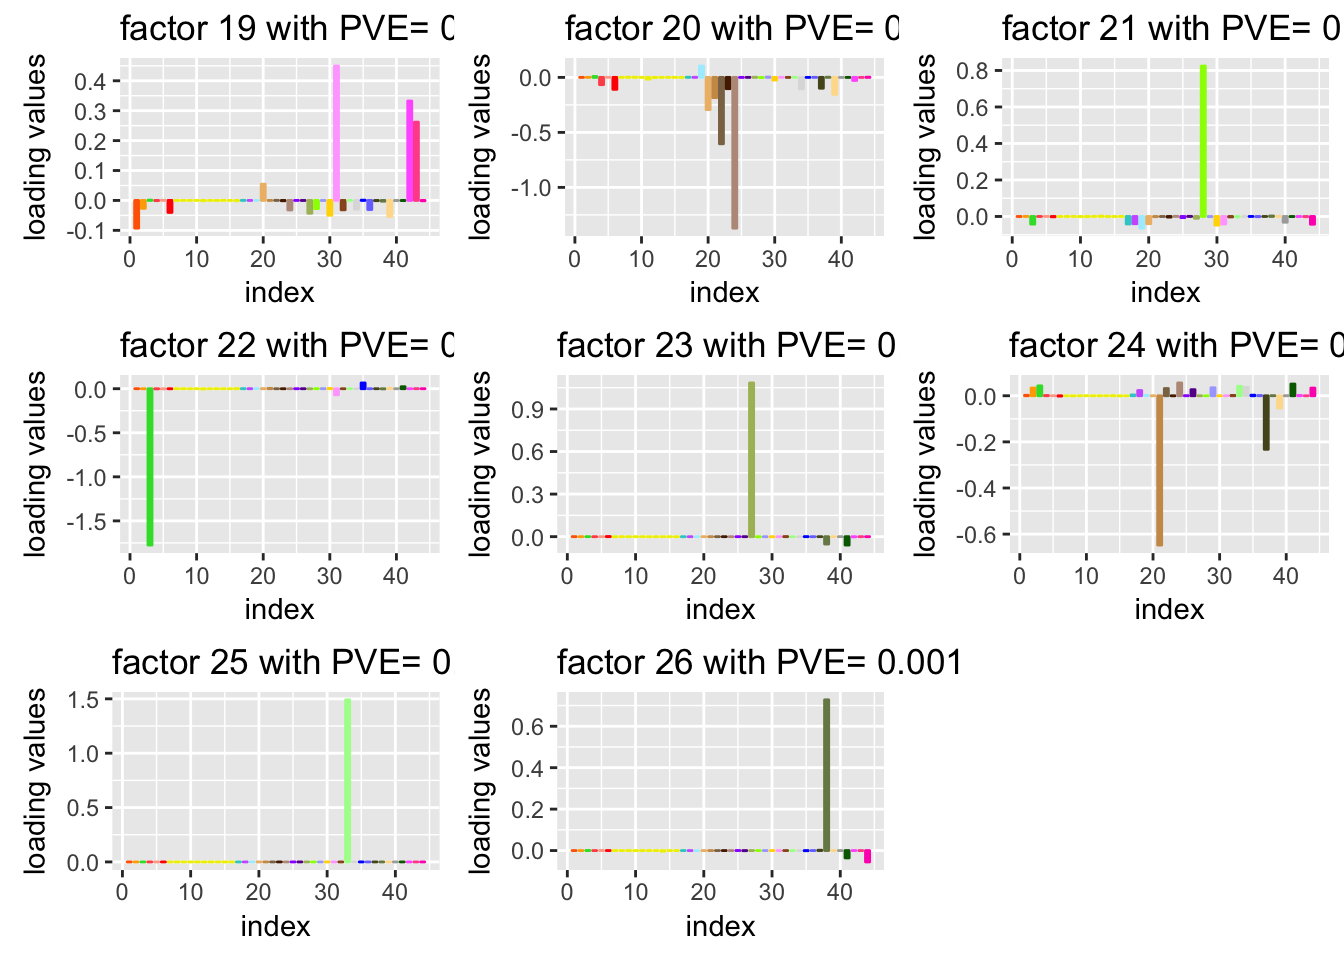 factor 19 with PVE= 0
loading values
0.4
0.3
0.2
0.1
0.0
-0.1
0 10 20 30 40
index
factor 20 with PVE= 0
loading values
0.0
-0.5
-1.0
0 10 20 30 40
index
factor 21 with PVE= 0
loading values
0.8
0.6
0.4
0.2
0.0
0 10 20 30 40
index
factor 22 with PVE= 0
loading values
0.0
-0.5
-1.0
-1.5
0 10 20 30 40
index
factor 23 with PVE= 0
loading values
0.9
0.6
0.3
0.0
0 10 20 30 40
index
factor 24 with PVE= 0
loading values
0.0
-0.2
-0.4
-0.6
0 10 20 30 40
index
factor 25 with PVE= 0.
loading values
1.5
1.0
0.5
0.0
0 10 20 30 40
index
factor 26 with PVE= 0.001
loading values
0.6
0.4
0.2
0.0
0 10 20 30 40
index